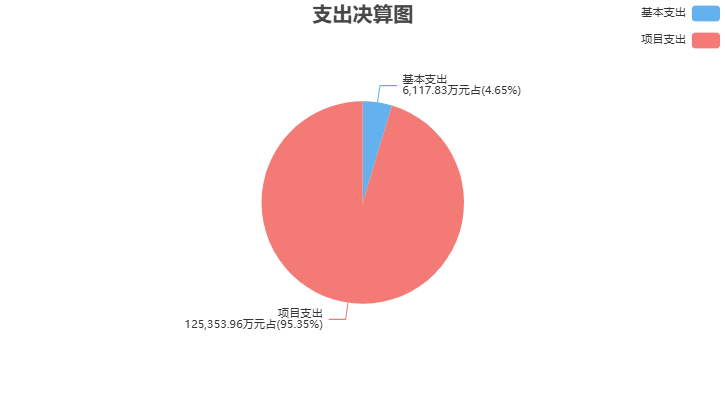 支出决算图
基本支出
项目支出
基本支出
6,117.83万元占(4.65%)
项目支出
125,353.96万元占(95.35%)